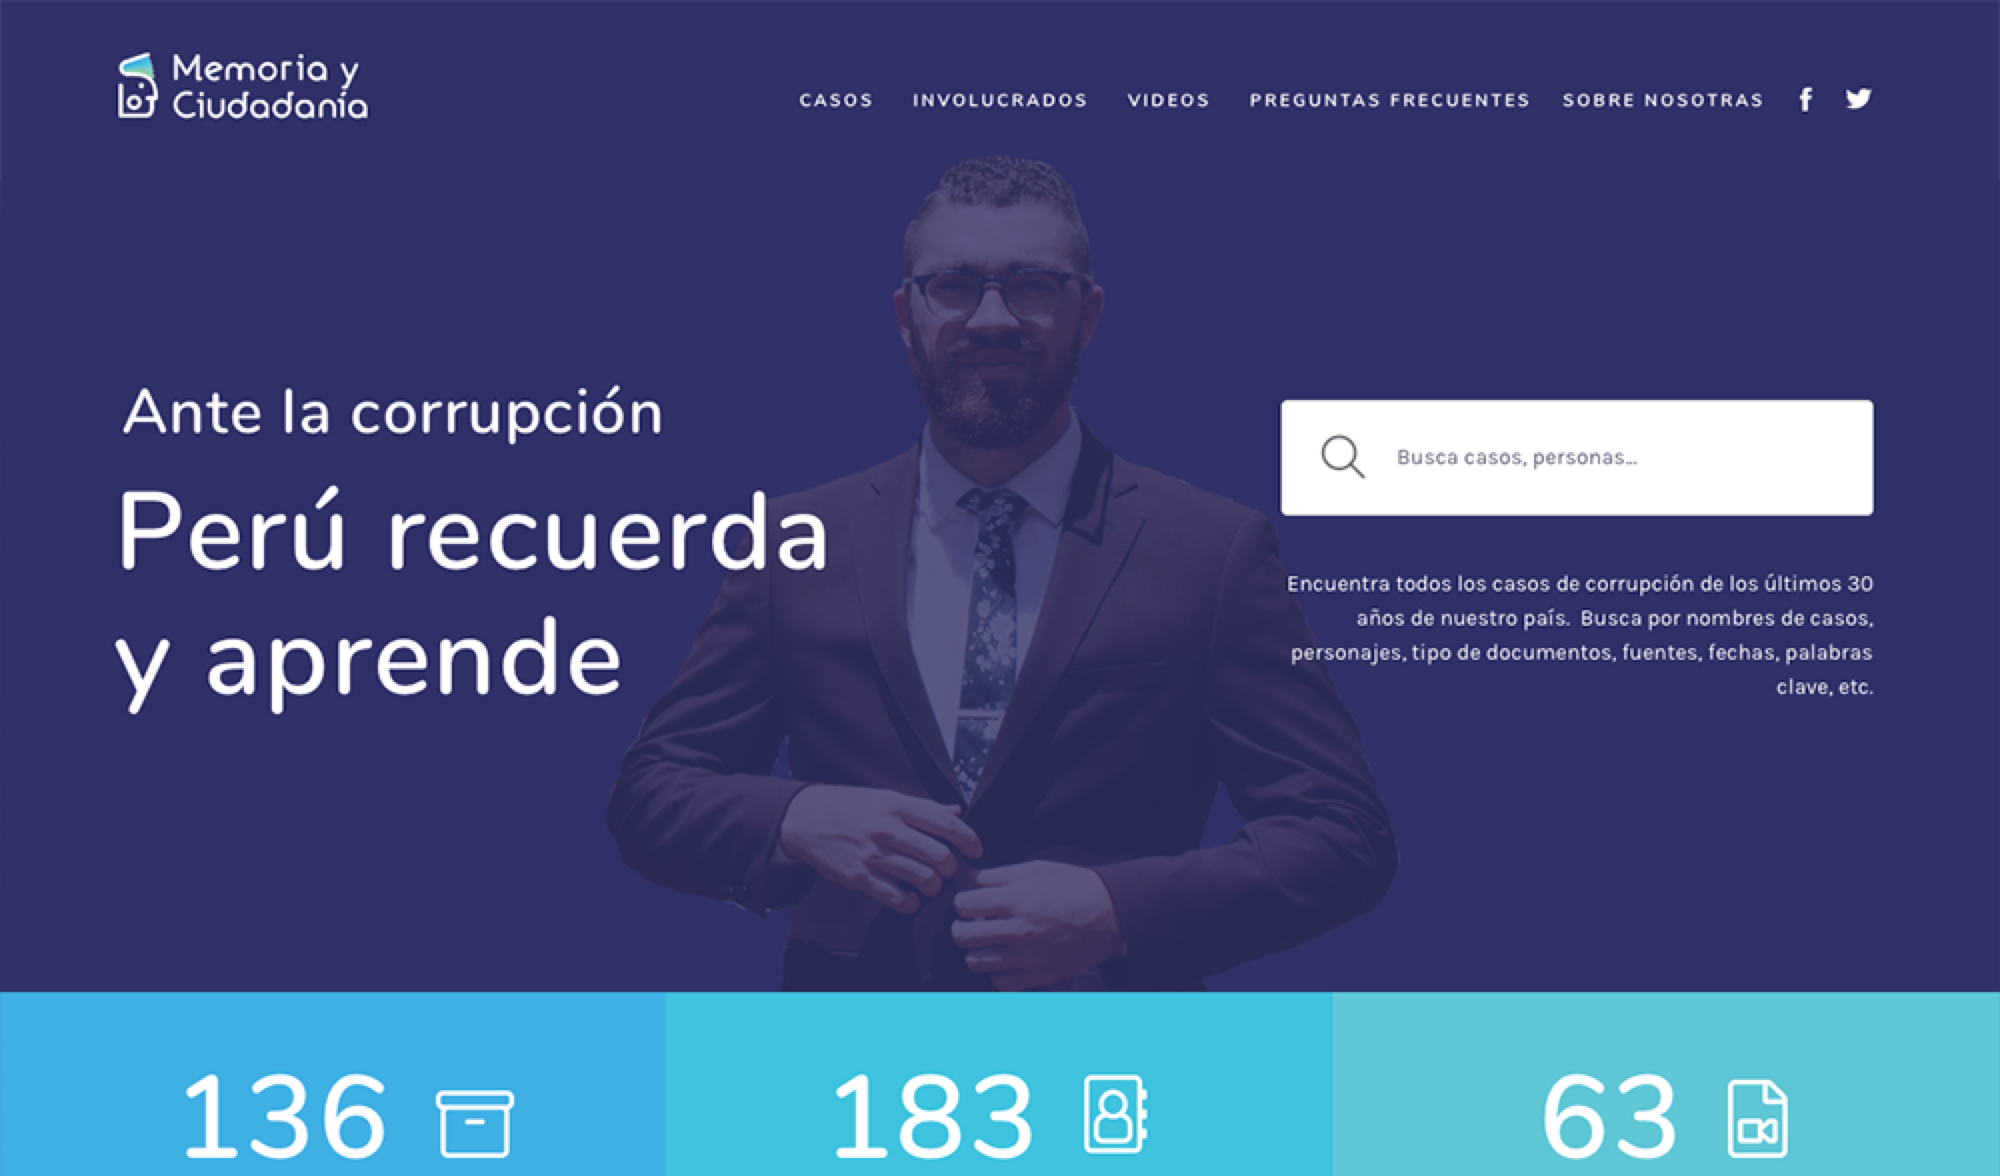 Memoria y
Ciudadanía
CASOS INVOLUCRADOS VIDEOS PREGUNTAS FRECUENTES SOBRE NOSOTRAS
Ante la corrupción
Perú recuerda
y aprende
Busca casos, personas...
Encuentra todos los casos de corrupción de los últimos 30
años de nuestro país. Busca por nombres de casos,
personajes, tipo de documentos, fuentes, fechas, palabras
clave, etc.
136 183 63